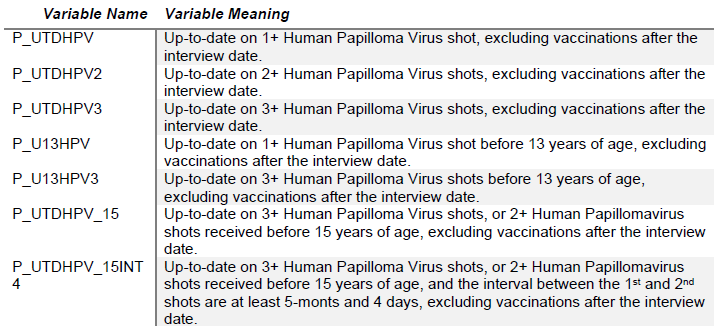 Variable Name Variable Meaning
P_UTDHPV Up-to-date on 1+ Human Papilloma Virus shot, excluding vaccinations after the
interview date.
P_UTDHPV2 Up-to-date on 2+ Human Papilloma Virus shots, excluding vaccinations after the
interview date.
P_UTDHPV3 Up-to-date on 3+ Human Papilloma Virus shots, excluding vaccinations after the
interview date.
P_U13HPV Up-to-date on 1+ Human Papilloma Virus shot before 13 years of age, excluding
vaccinations after the interview date.
P_U13HPV3 Up-to-date on 3+ Human Papilloma Virus shots before 13 years of age,
excluding vaccinations after the interview date.
P_UTDHPV_15 Up-to-date on 3+ Human Papilloma Virus shots, or 2+ Human Papillomavirus
shots received before 15 years of age, excluding vaccinations after the interview
date.
P_UTDHPV_15INT Up-to-date on 3+ Human Papilloma Virus shots, or 2+ Human Papillomavirus
4 shots received before 15 years of age, and the interval between the 1st and 2nd
shots are at least 5-monts and 4 days, excluding vaccinations after the interview
date.